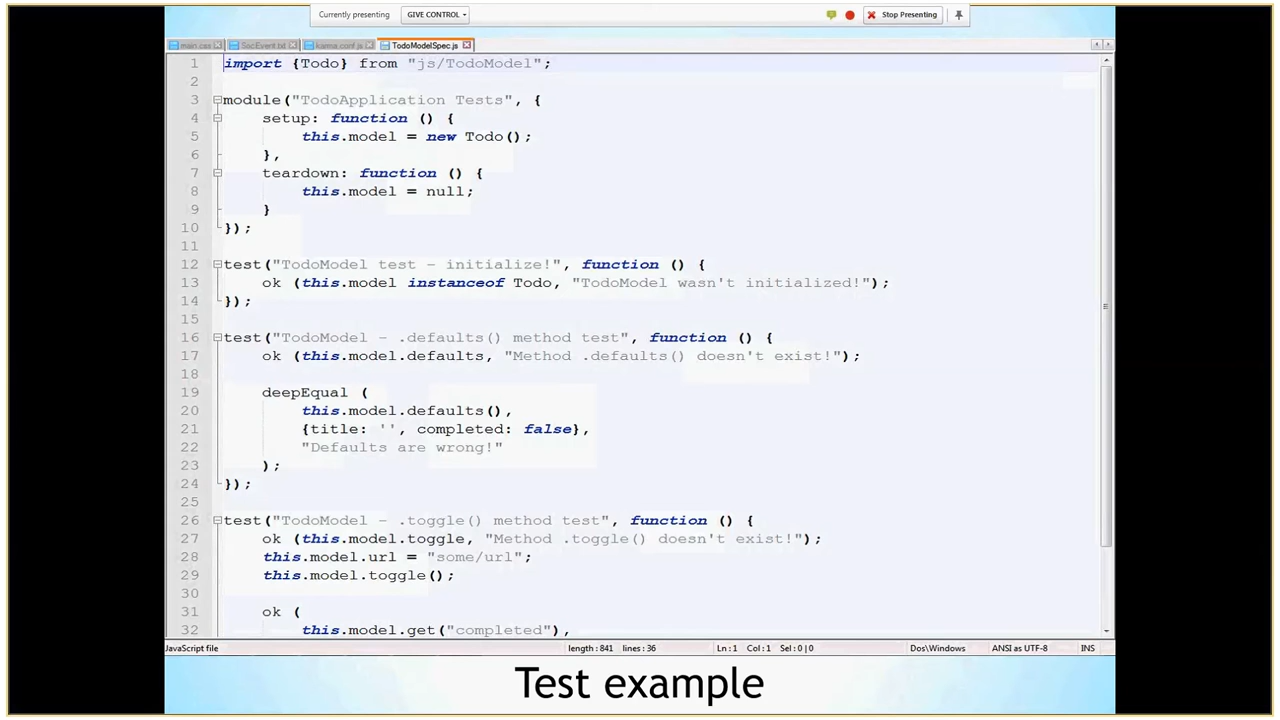 Currently presenting GIVE CONTROL Stop Presenting
main.css SocEvent.txt karma.conf.js TodoModelSpec.js
1 import {Todo} from "js/TodoModel";
2
3 module("TodoApplication Tests", {
4 setup: function () {
5 this.model = new Todo();
6 },
7 teardown: function () {
8 this.model = null;
9 }
10 });
11
12 test("TodoModel test - initialize!", function () {
13 ok (this.model instanceof Todo, "TodoModel wasn't initialized!");
14 });
15
16 test("TodoModel - .defaults() method test", function () {
17 ok (this.model.defaults, "Method .defaults() doesn't exist!");
18
19 deepEqual (
20 this.model.defaults(),
21 {title: '', completed: false},
22 "Defaults are wrong!"
23 );
24 });
25
26 test("TodoModel - .toggle() method test", function () {
27 ok (this.model.toggle, "Method .toggle() doesn't exist!");
28 this.model.url = "some/url";
29 this.model.toggle();
30
31 ok (
32 this.model.get("completed"),
JavaScript file length : 841 lines : 36 Ln : 1 Col : 1 Sel : 0 | 0 Dos\Windows ANSI as UTF-8 INS
Test example